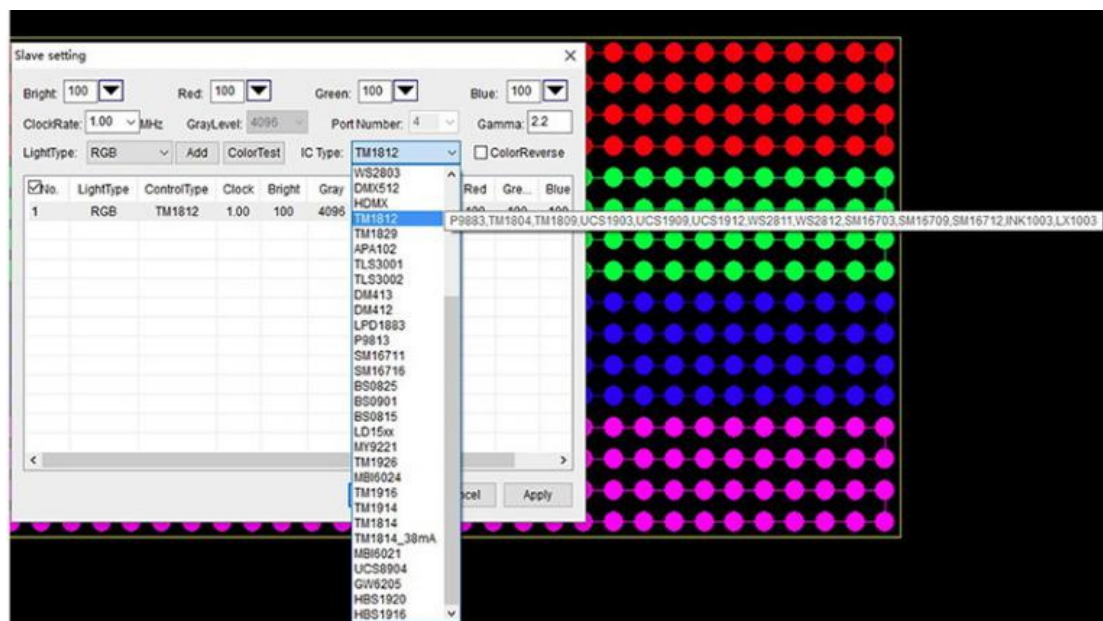 Slave setting
Bright: 100 Red: 100 Green: 100 Blue: 100
ClockRate: 1.00 MHz GrayLevel: 4096 Port Number: 4 Gamma: 2.2
LightType: RGB Add ColorTest IC Type: TM1812 ColorReverse
No. LightType ControlType Clock Bright Gray Red Gre... Blue
1 RGB TM1812 1.00 100 4096 100 100 100
WS2803
DMX512
HDMX
TM1812
P9883,TM1804,TM1809,UCS1903,UCS1909,UCS1912,WS2811,WS2812,SM16703,SM16709,SM16712,INK1003,LX1003
TM1829
APA102
TLS3001
TLS3002
DM413
DM412
LPD1883
P9813
SM16711
SM16716
BS0825
BS0901
BS0815
LD15xx
MY9221
TM1926
MBI6024
TM1916
TM1914
TM1814
TM1814_38mA
MBI6021
UCS8904
GW6205
HBS1920
HBS1916
cel Apply